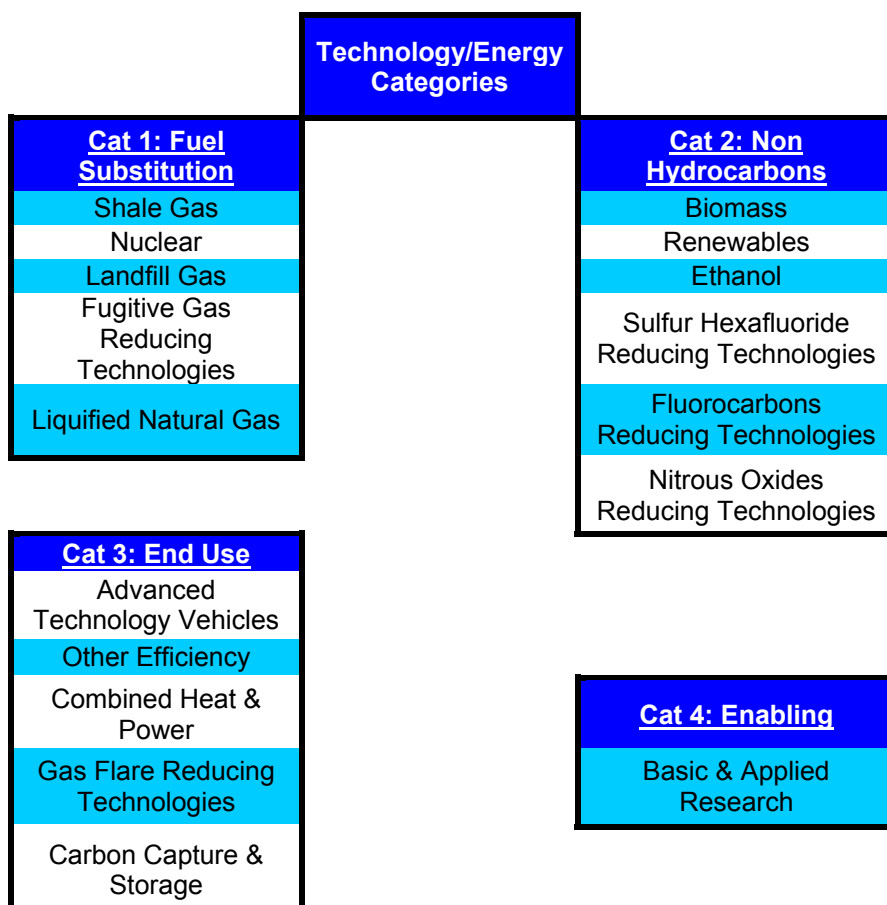 Technology/Energy
Categories
Cat 1: Fuel
Substitution
Shale Gas
Nuclear
Landfill Gas
Fugitive Gas
Reducing
Technologies
Liquified Natural Gas
Cat 2: Non
Hydrocarbons
Biomass
Renewables
Ethanol
Sulfur Hexafluoride
Reducing Technologies
Fluorocarbons
Reducing Technologies
Nitrous Oxides
Reducing Technologies
Cat 3: End Use
Advanced
Technology Vehicles
Other Efficiency
Combined Heat &
Power
Gas Flare Reducing
Technologies
Carbon Capture &
Storage
Cat 4: Enabling
Basic & Applied
Research